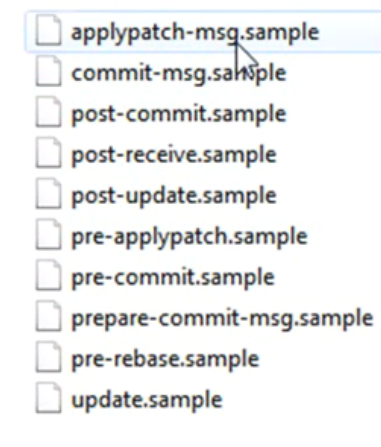 applypatch-msg.sample
commit-msg.sample
post-commit.sample
post-receive.sample
post-update.sample
pre-applypatch.sample
pre-commit.sample
prepare-commit-msg.sample
pre-rebase.sample
update.sample